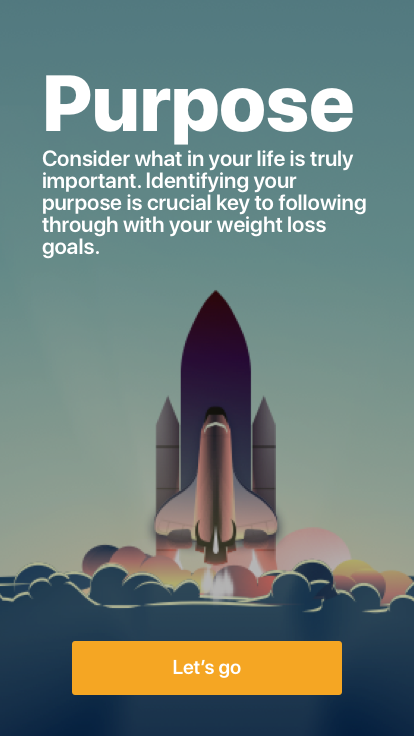 Purpose
Consider what in your life is truly
important. Identifying your
purpose is crucial key to following
through with your weight loss
goals.
Let's go